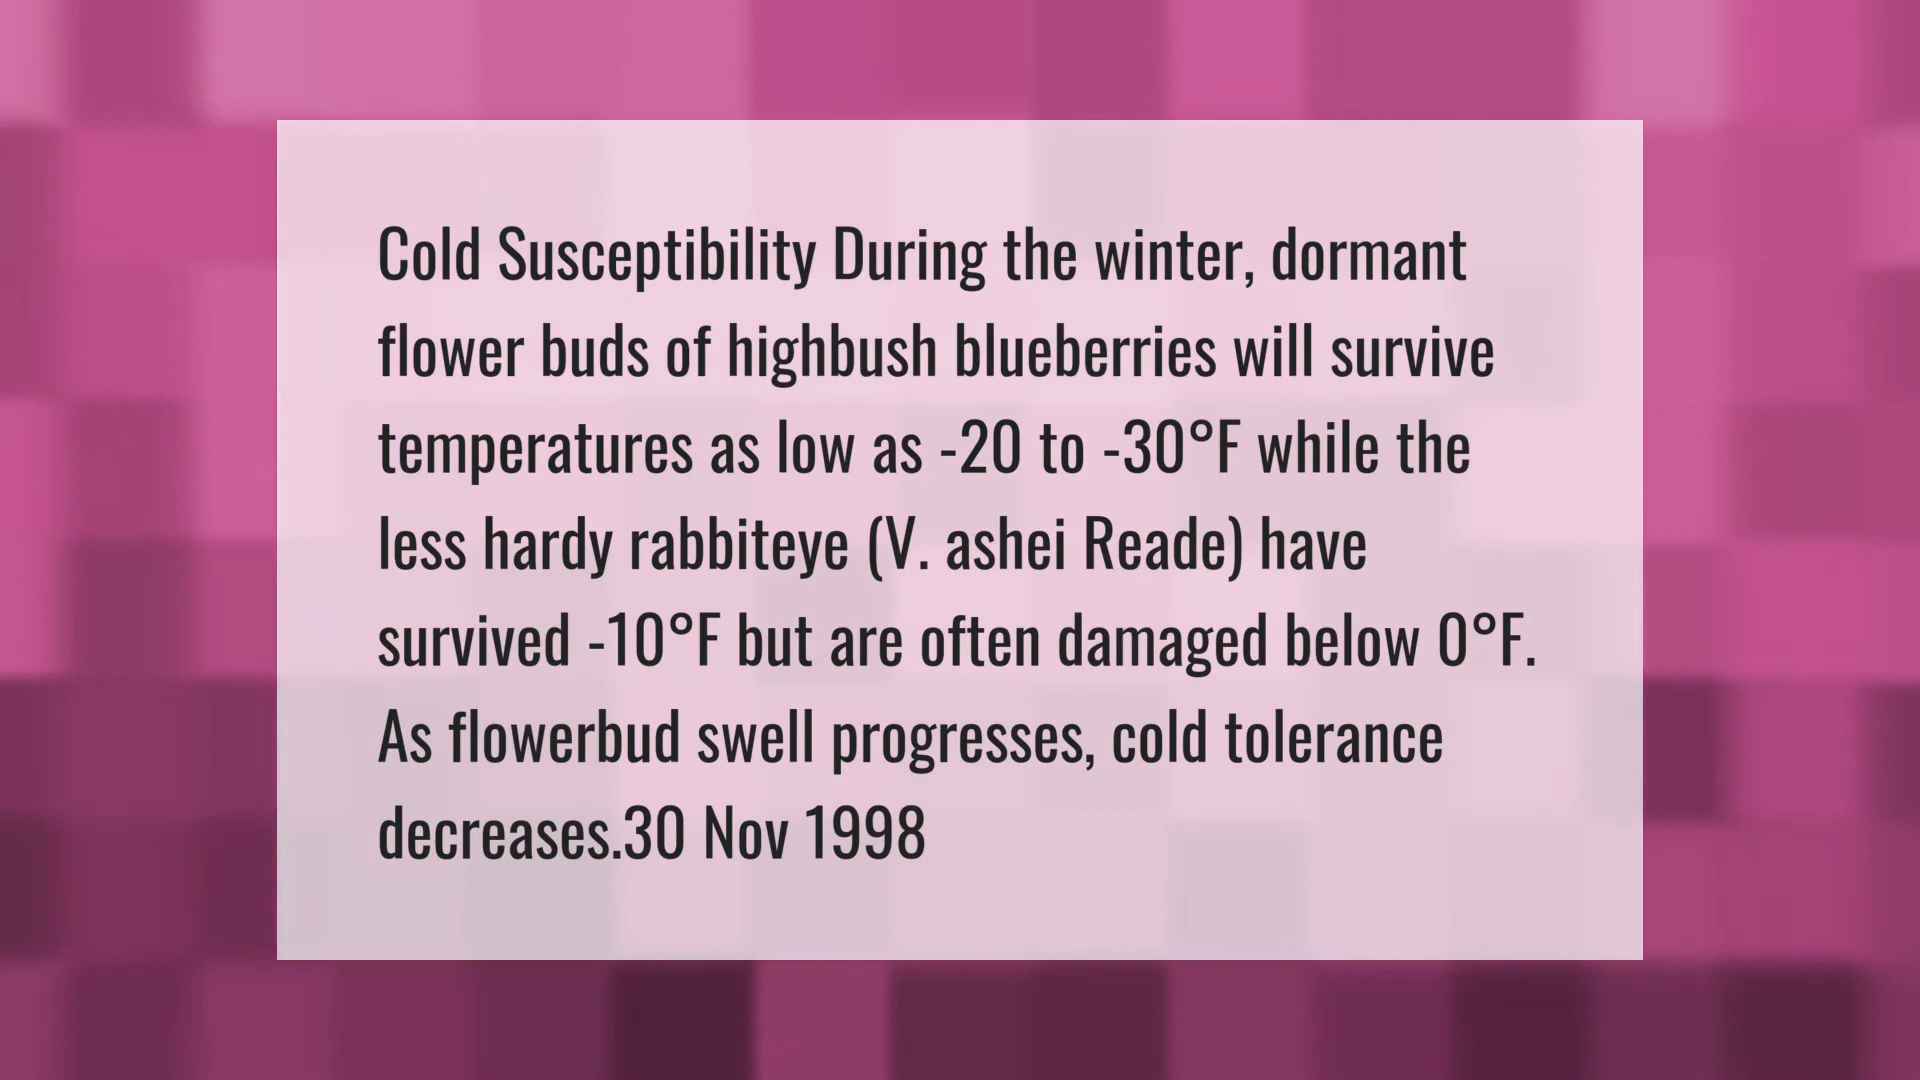 Cold Susceptibility During the winter, dormant
flower buds of highbush blueberries will survive
temperatures as low as -20 to -30°F while the
less hardy rabbiteye (V. ashei Reade) have
survived -10°F but are often damaged below 0°F.
As flowerbud swell progresses, cold tolerance
decreases.30 Nov 1998